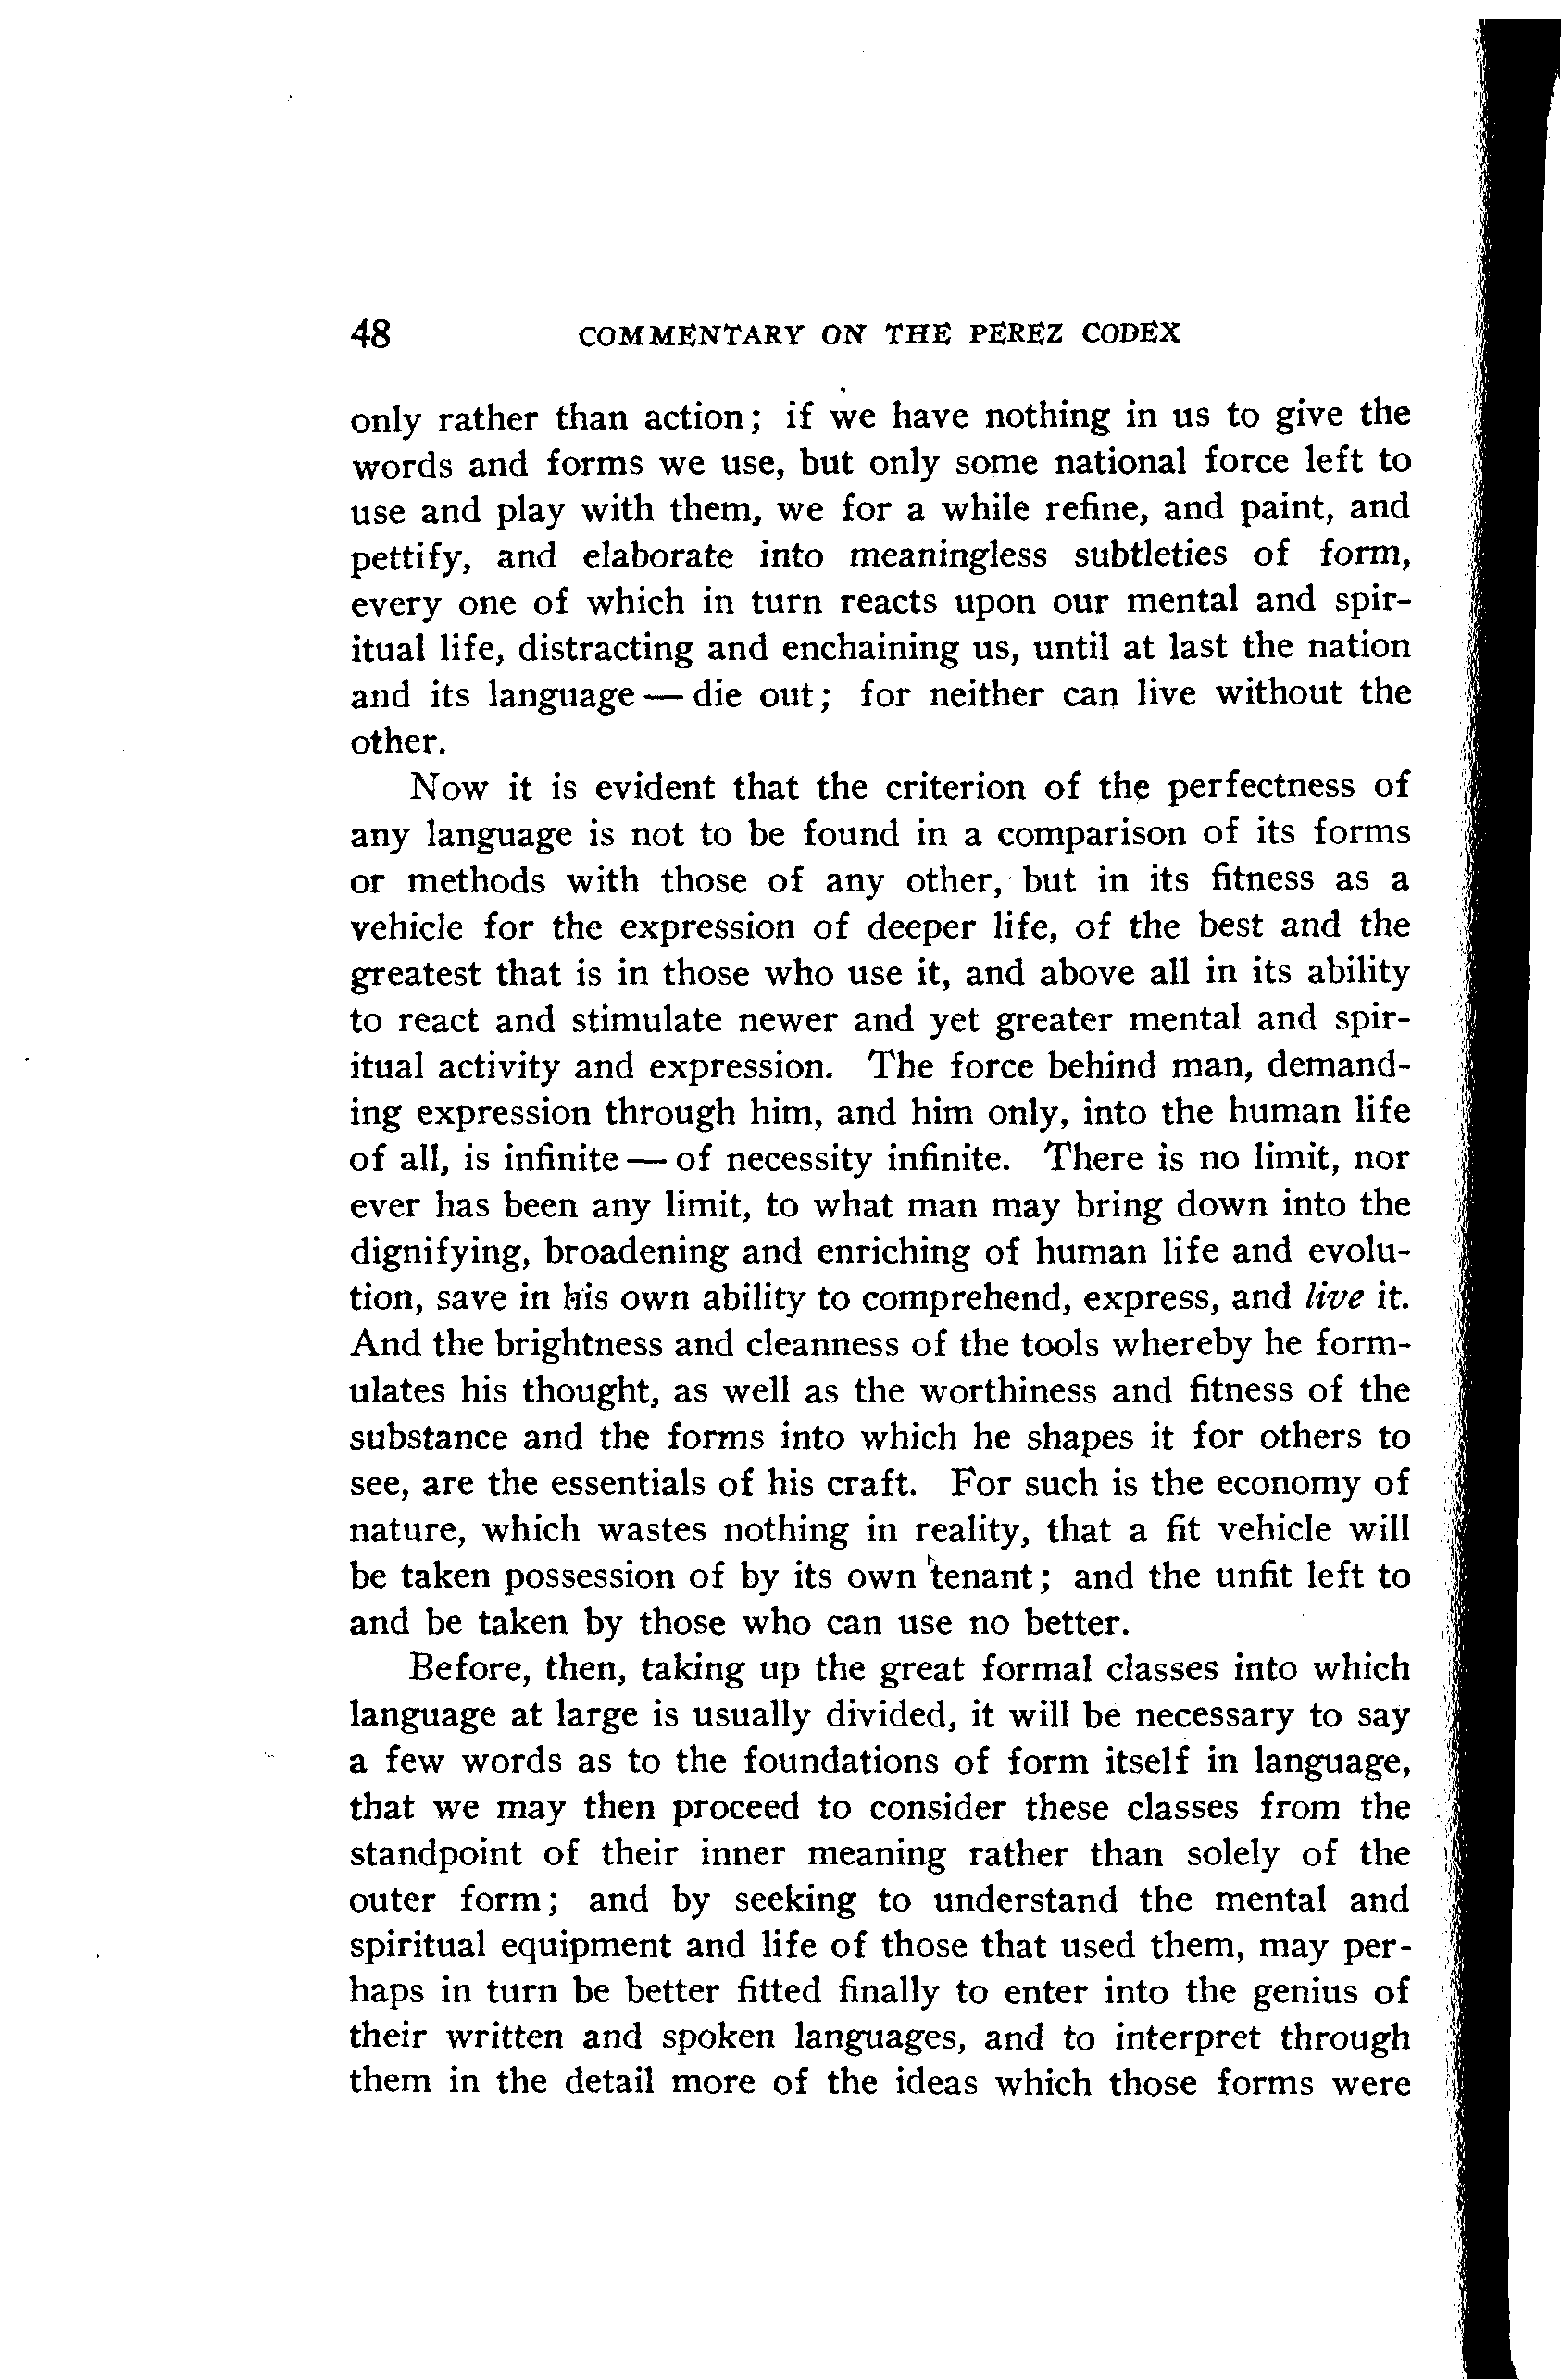 48 COMMENTARY ON THE PEREZ CODEX
only rather than action; if we have nothing in us to give the
words and forms we use, but only some national force left to
use and play with them, we for a while refine, and paint, and
pettify, and elaborate into meaningless subtleties of form,
every one of which in turn reacts upon our mental and spir-
itual life, distracting and enchaining us, until at last the nation
and its language — die out; for neither can live without the
other.
Now it is evident that the criterion of the perfectness of
any language is not to be found in a comparison of its forms
or methods with those of any other, but in its fitness as a
vehicle for the expression of deeper life, of the best and the
greatest that is in those who use it, and above all in its ability
to react and stimulate newer and yet greater mental and spir-
itual activity and expression. The force behind man, demand-
ing expression through him, and him only, into the human life
of all, is infinite — of necessity infinite. There is no limit, nor
ever has been any limit, to what man may bring down into the
dignifying, broadening and enriching of human life and evolu-
tion, save in his own ability to comprehend, express, and live it.
And the brightness and cleanness of the tools whereby he form-
ulates his thought, as well as the worthiness and fitness of the
substance and the forms into which he shapes it for others to
see, are the essentials of his craft. For such is the economy of
nature, which wastes nothing in reality, that a fit vehicle will
be taken possession of by its own tenant; and the unfit left to
and be taken by those who can use no better.
Before, then, taking up the great formal classes into which
language at large is usually divided, it will be necessary to say
a few words as to the foundations of form itself in language,
that we may then proceed to consider these classes from the
standpoint of their inner meaning rather than solely of the
outer form; and by seeking to understand the mental and
spiritual equipment and life of those that used them, may per-
haps in turn be better fitted finally to enter into the genius of
their written and spoken languages, and to interpret through
them in the detail more of the ideas which those forms were